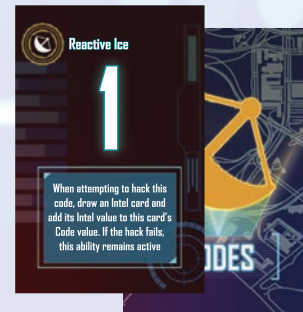 Reactive Ice
1
When attempting to hack this
code, draw an Intel card and
add its Intel value to this card's
Code value. If the hack fails,
this ability remains active
ODES